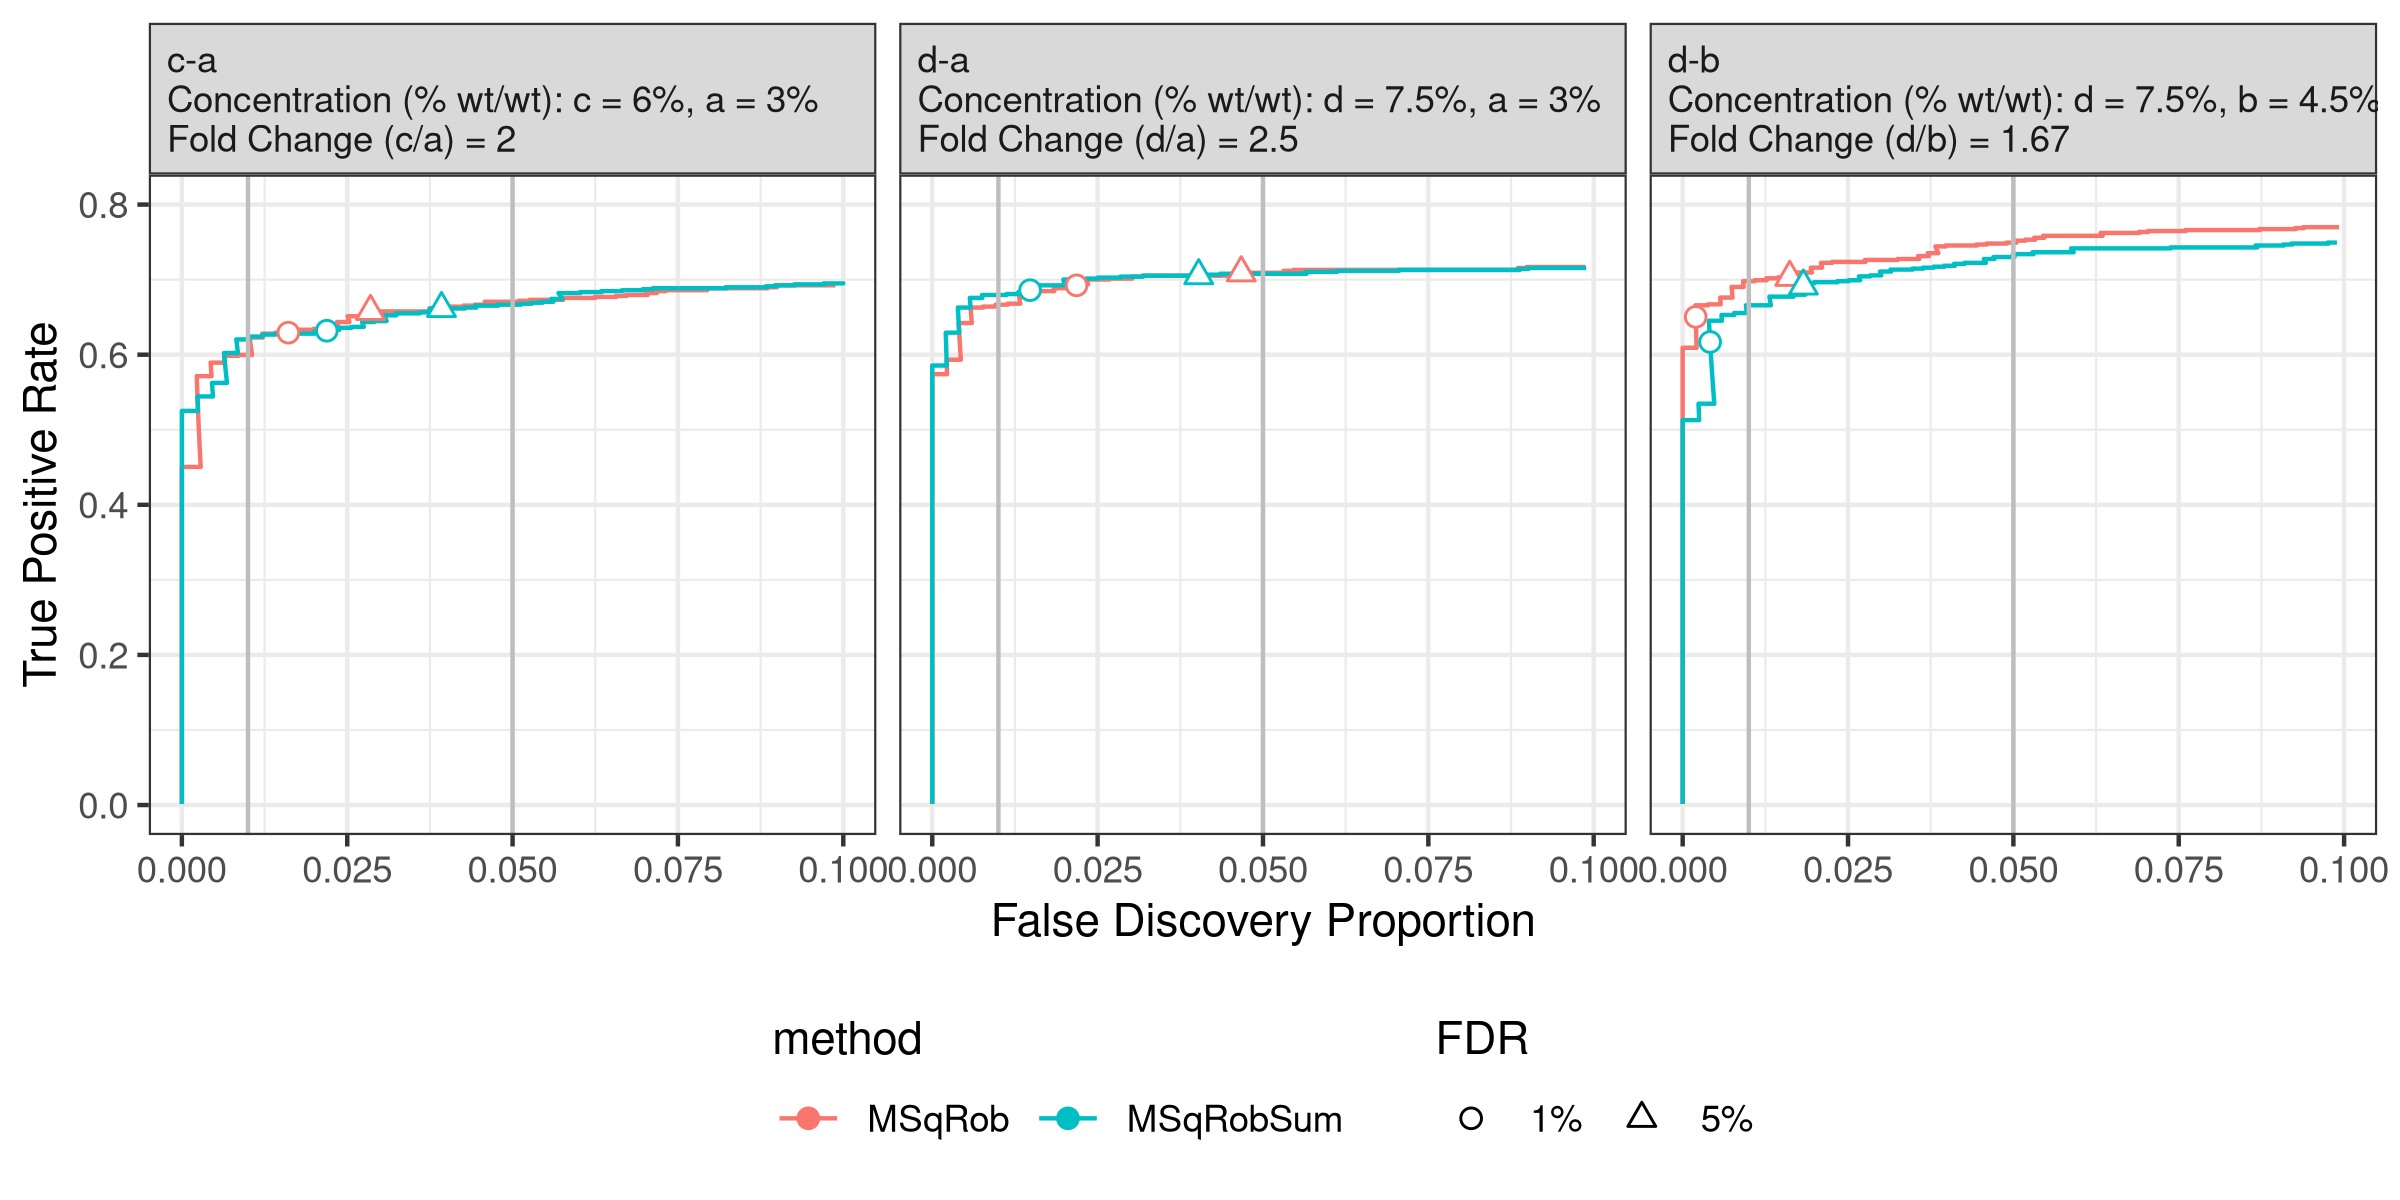 c-a
Concentration (% wt/wt): c = 6%, a = 3%
Fold Change (c/a) = 2
d-a
Concentration (% wt/wt): d = 7.5%, a = 3%
Fold Change (d/a) = 2.5
d-b
Concentration (% wt/wt): d = 7.5%, b = 4.5%
Fold Change (d/b) = 1.67
True Positive Rate
0.8
0.6
0.4
0.2
0.0
0.000 0.025 0.050 0.075 0.100
0.000 0.025 0.050 0.075 0.100
0.000 0.025 0.050 0.075 0.100
False Discovery Proportion
method
MSqRob MSqRobSum
FDR
1% 5%